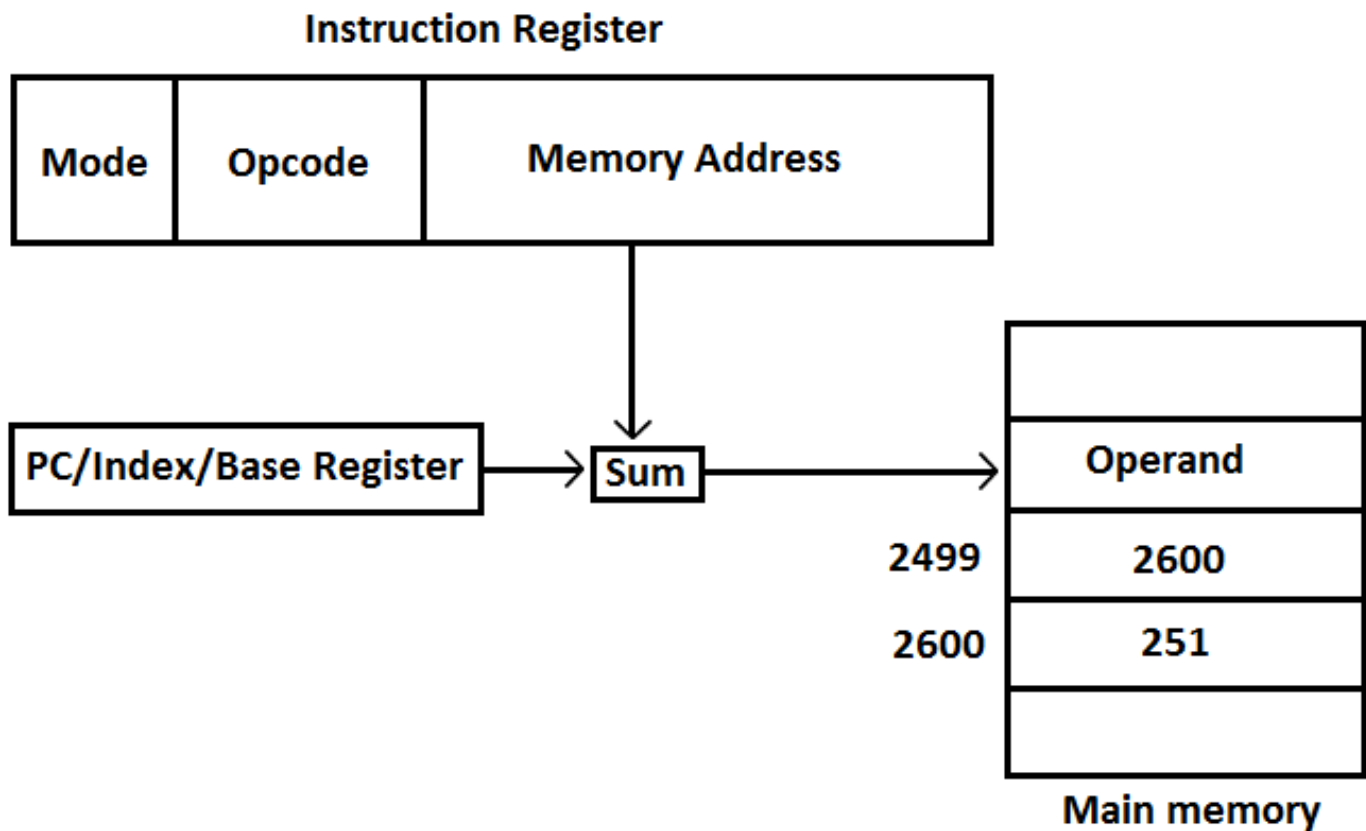 Instruction Register
Mode
Opcode
Memory Address
PC/Index/Base Register
Sum
Operand
2499
2600
2600
251
Main memory